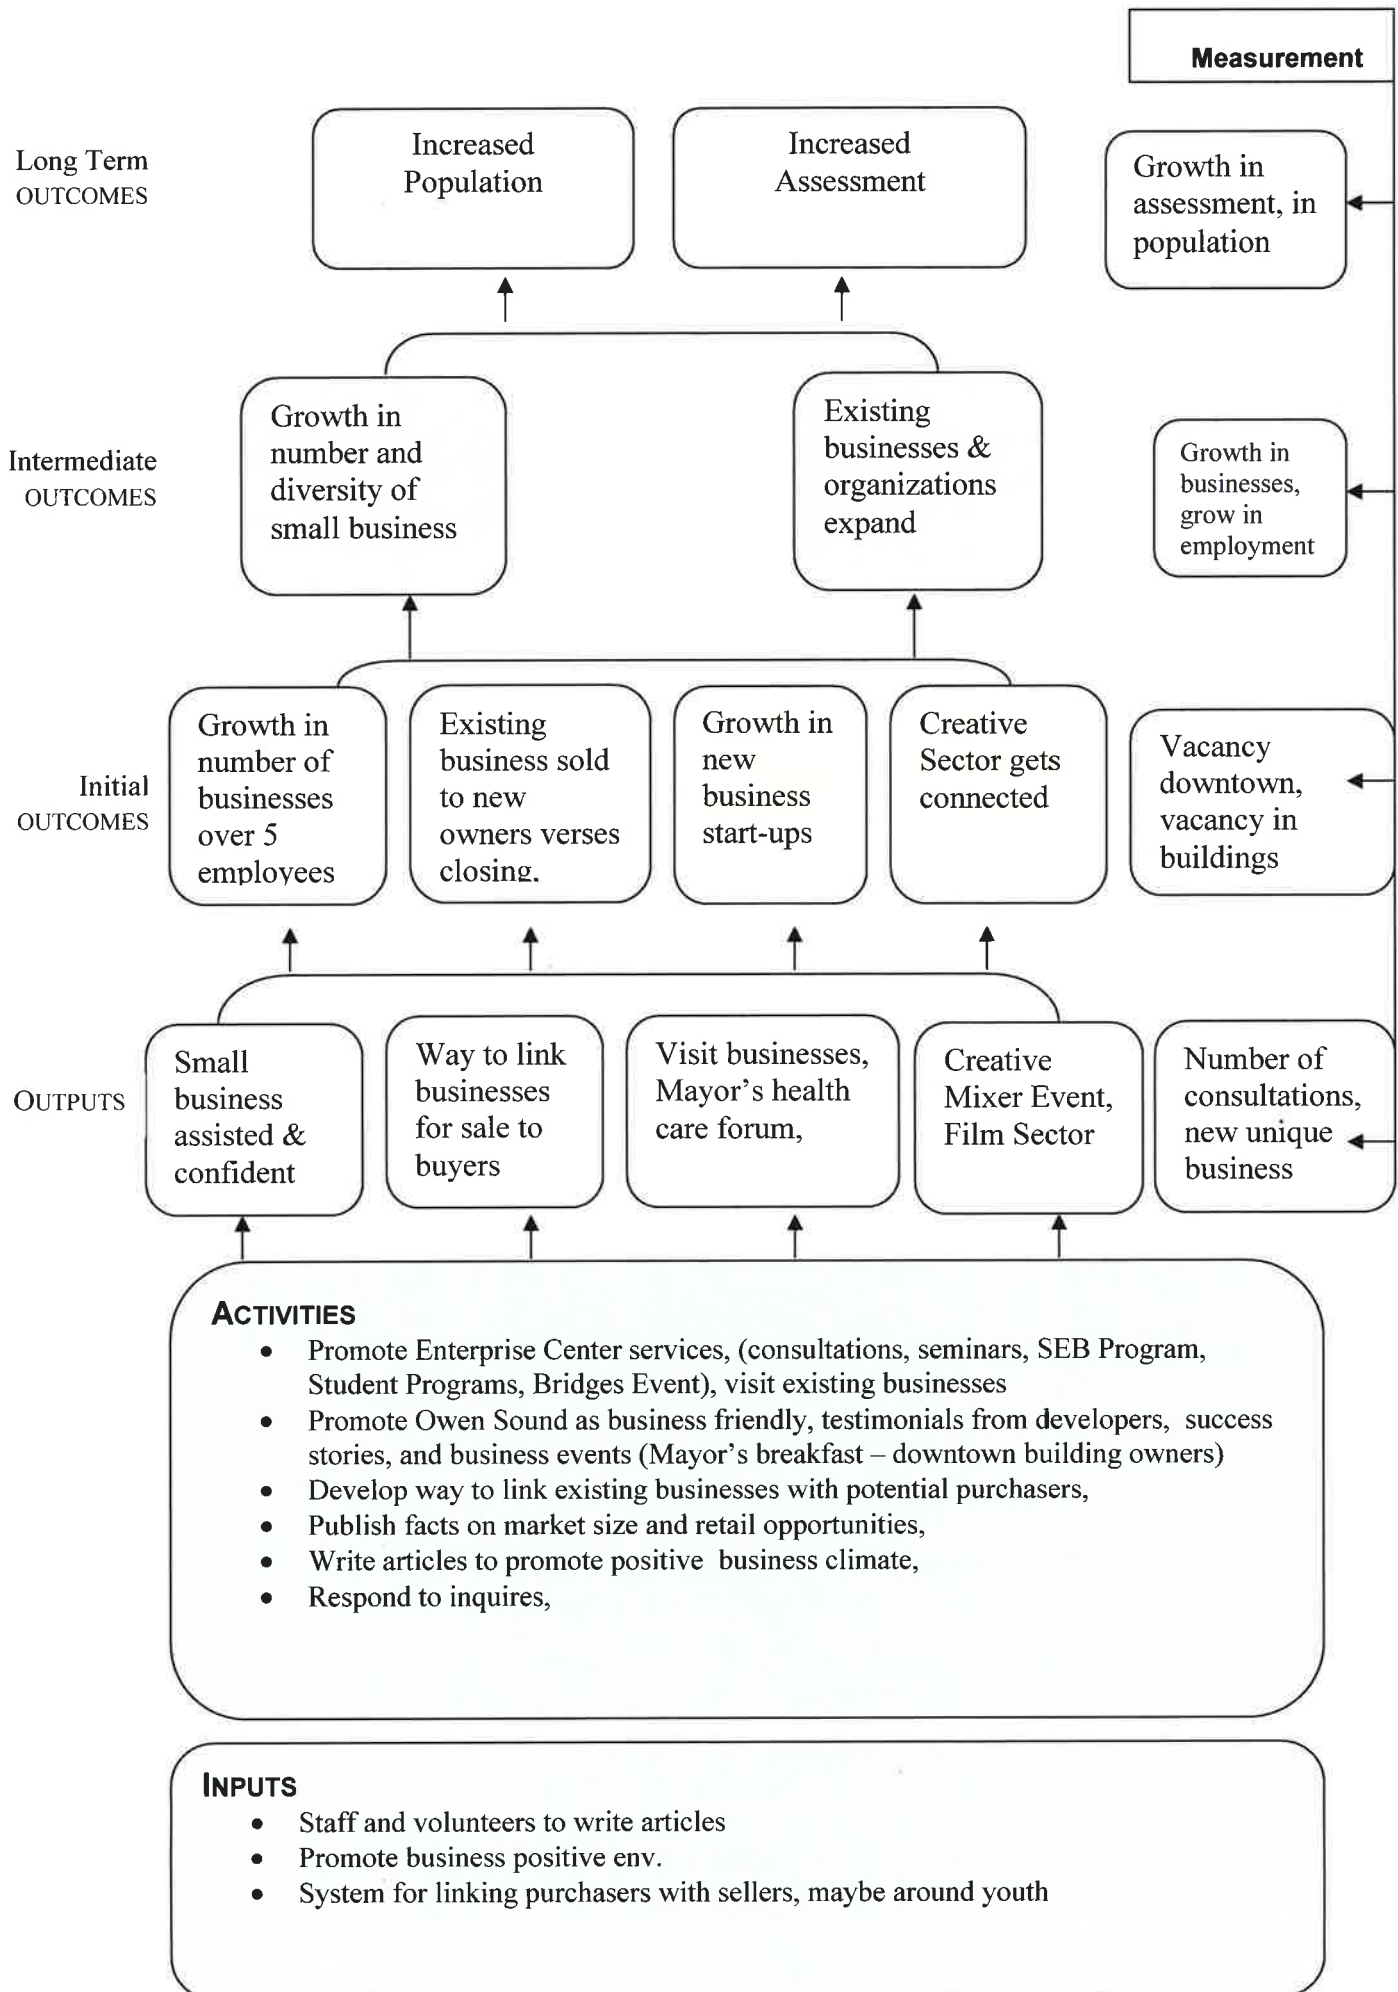 Measurement
Long Term
OUTCOMES
Increased
Population
Increased
Assessment
Growth in
assessment, in
population
Intermediate
OUTCOMES
Growth in
number and
diversity of
small business
Existing
businesses &
organizations
expand
Growth in
businesses,
grow in
employment
Initial
OUTCOMES
Growth in
number of
businesses
over 5
employees
Existing
business sold
to new
owners verses
closing.
Growth in
new
business
start-ups
Creative
Sector gets
connected
Vacancy
downtown,
vacancy in
buildings
OUTPUTS
Small
business
assisted &
confident
Way to link
businesses
for sale to
buyers
Visit businesses,
Mayor’s health
care forum,
Creative
Mixer Event,
Film Sector
Number of
consultations,
new unique
business
ACTIVITIES
• Promote Enterprise Center services, (consultations, seminars, SEB Program,
Student Programs, Bridges Event), visit existing businesses
• Promote Owen Sound as business friendly, testimonials from developers, success
stories, and business events (Mayor’s breakfast – downtown building owners)
• Develop way to link existing businesses with potential purchasers,
• Publish facts on market size and retail opportunities,
• Write articles to promote positive business climate,
• Respond to inquires,
INPUTS
• Staff and volunteers to write articles
• Promote business positive env.
• System for linking purchasers with sellers, maybe around youth